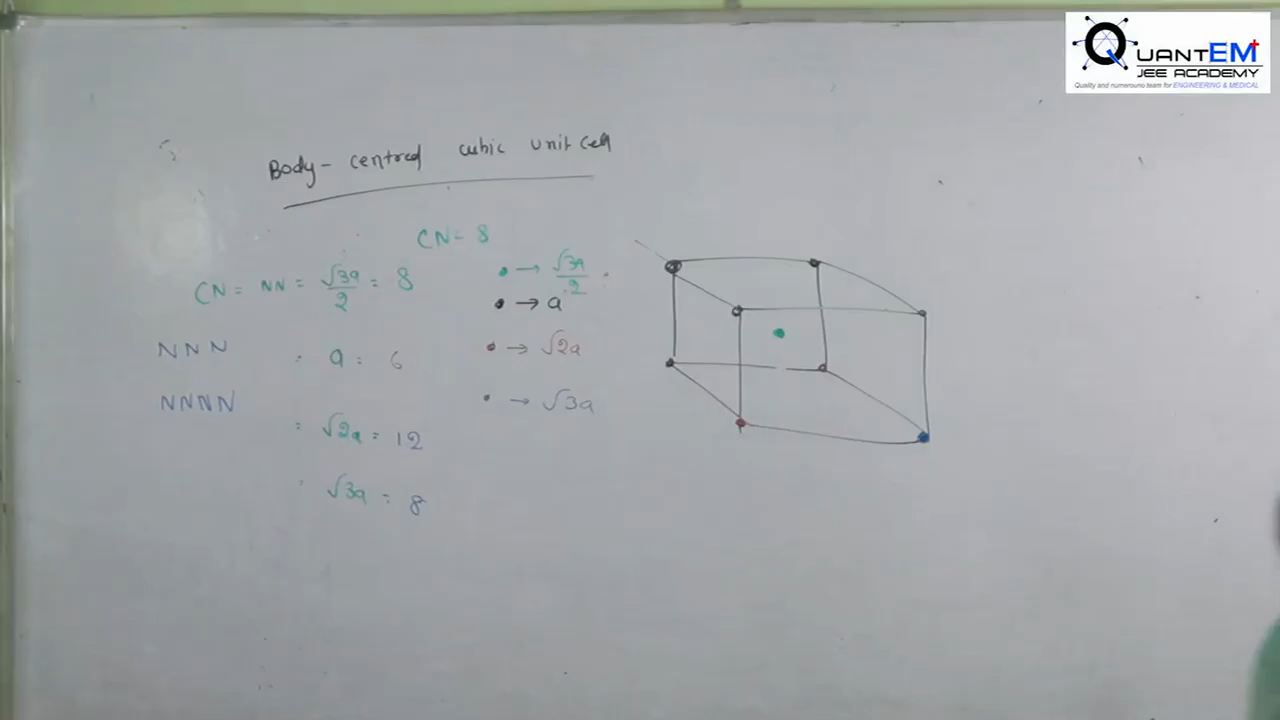 QUANTEM+
JEE ACADEMY
Quality and numerouno team for ENGINEERING & MEDICAL
Body-centred cubic unit cell
CN= 8
CN = NN = √3a/2 = 8
NNN : a = 6
NNNN
: √2a = 12
: √3a = 8
• → √3a/2
• → a
• → √2a
• → √3a